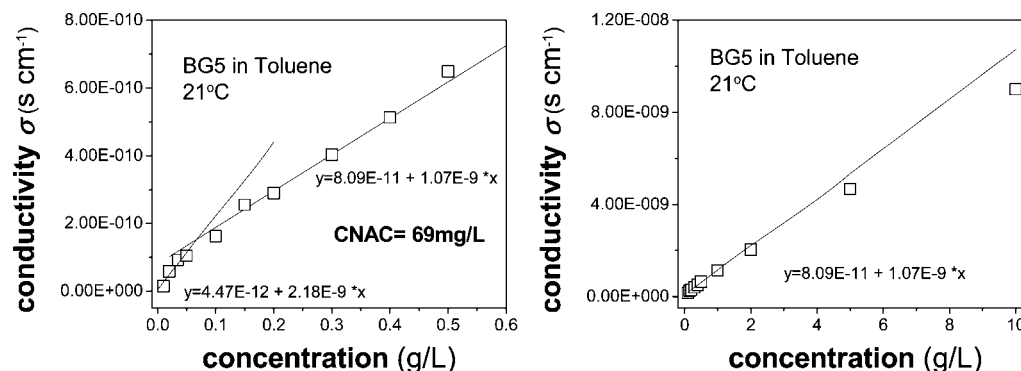 8.00E-010
6.00E-010
4.00E-010
2.00E-010
0.00E+000
conductivity σ (s cm⁻¹)
BG5 in Toluene
21°C
y=8.09E-11 + 1.07E-9 *x
CNAC= 69mg/L
y=4.47E-12 + 2.18E-9 *x
0.0 0.1 0.2 0.3 0.4 0.5 0.6
concentration (g/L)
1.20E-008
8.00E-009
4.00E-009
0.00E+000
conductivity σ (s cm⁻¹)
BG5 in Toluene
21°C
y=8.09E-11 + 1.07E-9 *x
0 2 4 6 8 10
concentration (g/L)